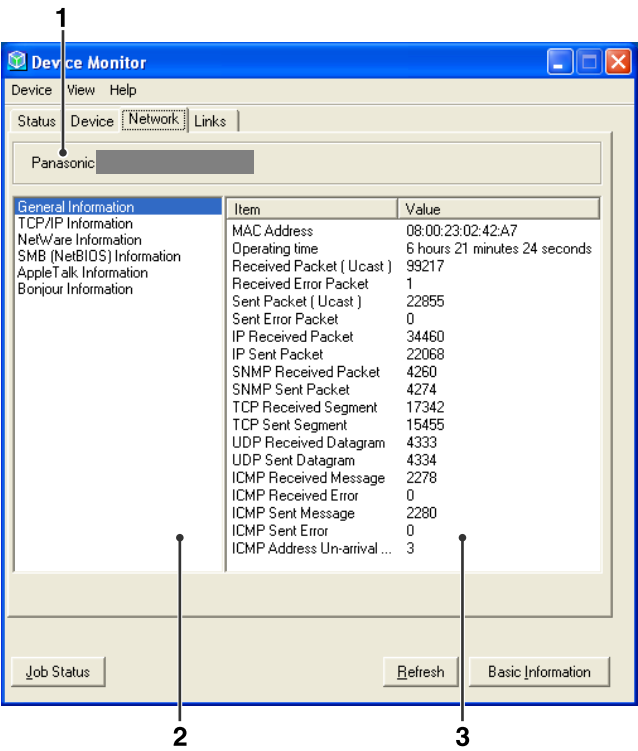 1
Device Monitor
Device View Help
Status Device Network Links
Panasonic
General Information
TCP/IP Information
NetWare Information
SMB (NetBIOS) Information
AppleTalk Information
Bonjour Information
Item Value
MAC Address 08:00:23:02:42:A7
Operating time 6 hours 21 minutes 24 seconds
Received Packet ( Ucast ) 99217
Received Error Packet 1
Sent Packet ( Ucast ) 22855
Sent Error Packet 0
IP Received Packet 34460
IP Sent Packet 22068
SNMP Received Packet 4260
SNMP Sent Packet 4274
TCP Received Segment 17342
TCP Sent Segment 15455
UDP Received Datagram 4333
UDP Sent Datagram 4334
ICMP Received Message 2278
ICMP Received Error 0
ICMP Sent Message 2280
ICMP Sent Error 0
ICMP Address Un-arrival ... 3
Job Status Refresh Basic Information
2 3